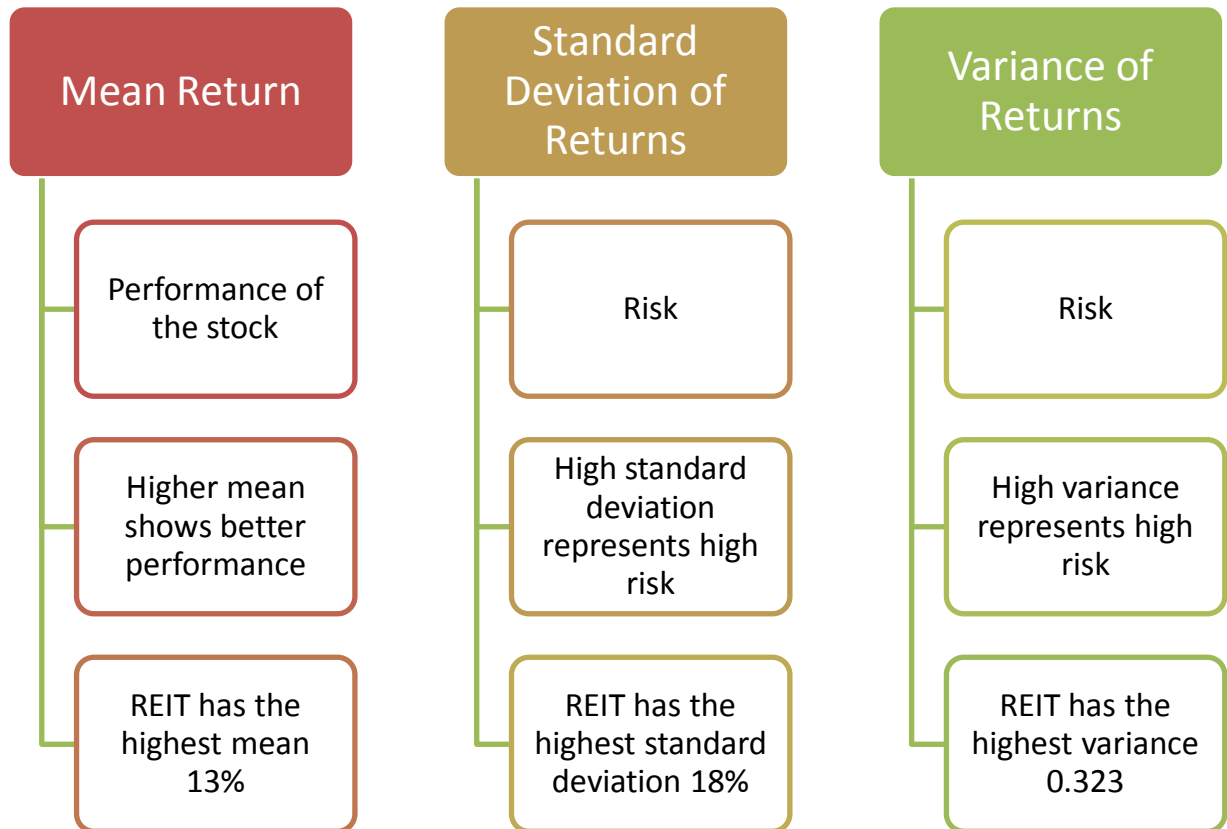 Mean Return
Performance of
the stock
Higher mean
shows better
performance
REIT has the
highest mean
13%
Standard
Deviation of
Returns
Risk
High standard
deviation
represents high
risk
REIT has the
highest standard
deviation 18%
Variance of
Returns
Risk
High variance
represents high
risk
REIT has the
highest variance
0.323